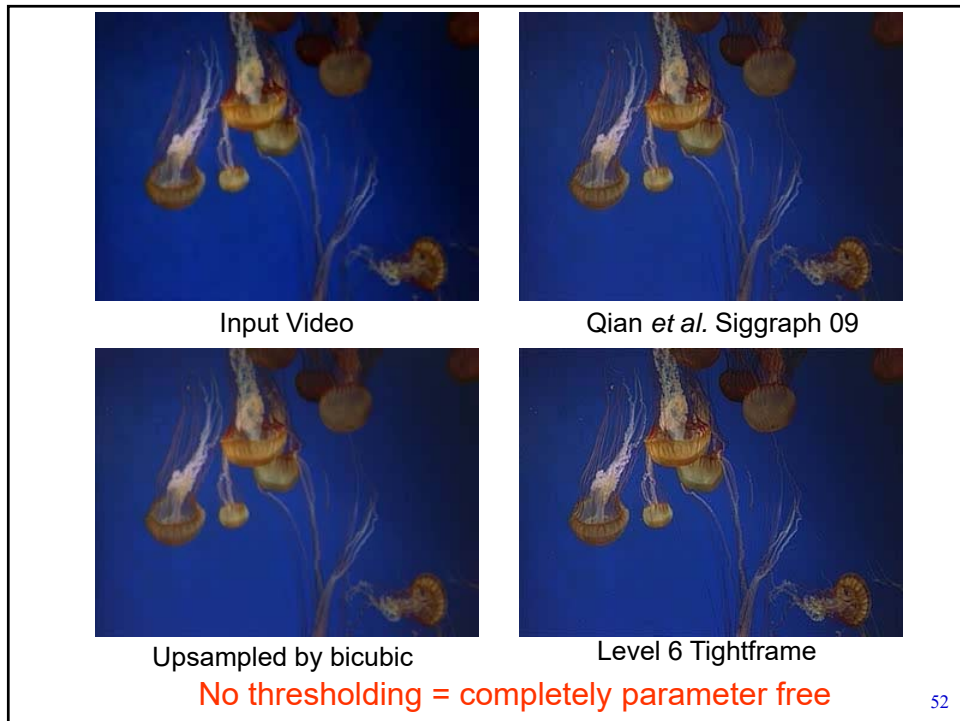 Input Video
Qian et al. Siggraph 09
Upsampled by bicubic
Level 6 Tightframe
No thresholding = completely parameter free
52